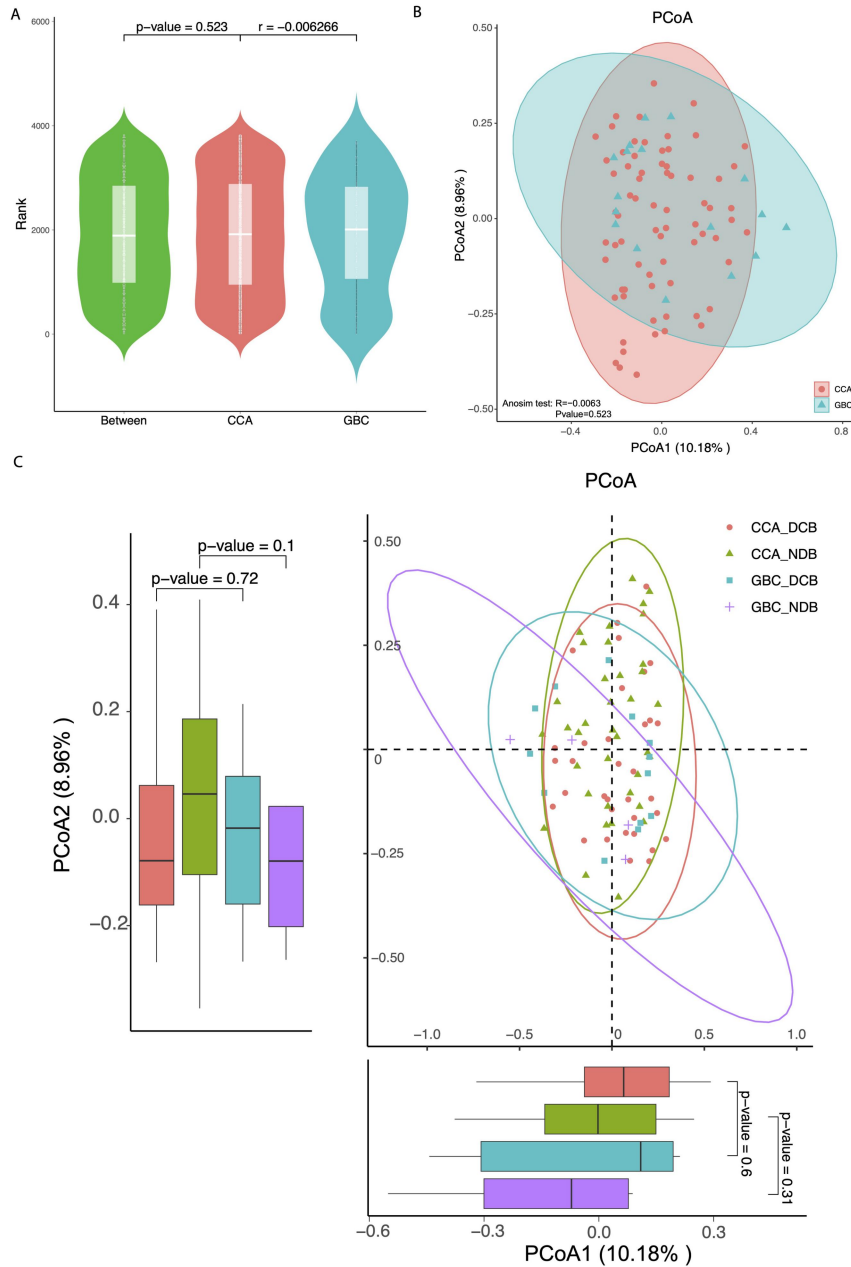 A
p−value = 0.523
r = −0.006266
6000
4000
2000
0
Rank
Between
CCA
GBC
B
PCoA
0.50
0.25
0.00
−0.25
−0.50
PCoA2 (8.96%)
Anosim test: R=−0.0063
Pvalue=0.523
CCA
GBC
−0.4
0.0
0.4
0.8
PCoA1 (10.18%)
C
PCoA
p−value = 0.1
p−value = 0.72
0.4
0.2
0.0
−0.2
PCoA2 (8.96% )
0.50
0.25
0
−0.25
−0.50
CCA_DCB
CCA_NDB
GBC_DCB
GBC_NDB
−1.0
−0.5
0
0.5
1.0
p−value = 0.6
p−value = 0.31
−0.6
−0.3
0.0
0.3
PCoA1 (10.18% )